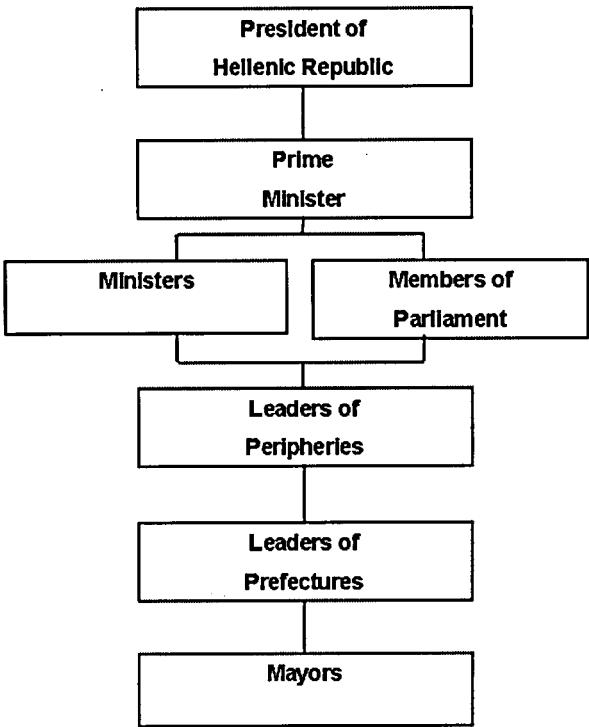 President of
Hellenic Republic
Prime
Minister
Ministers
Members of
Parliament
Leaders of
Peripheries
Leaders of
Prefectures
Mayors